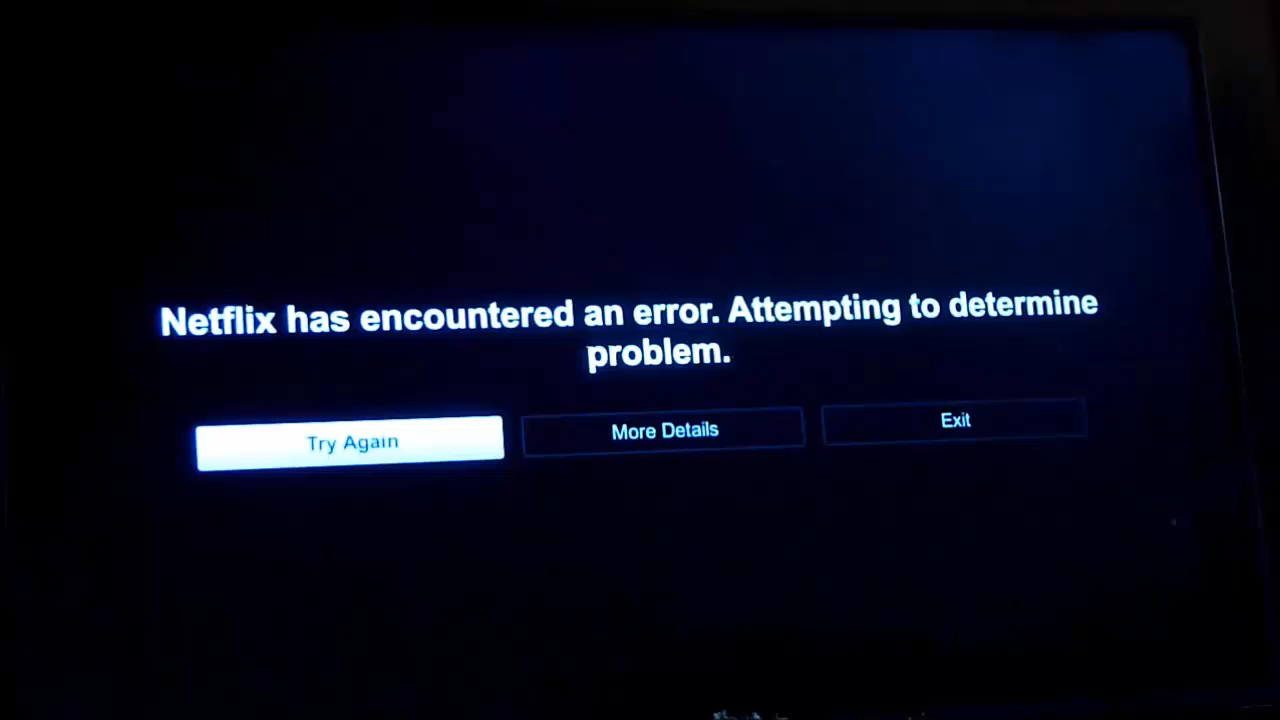 Netflix has encountered an error. Attempting to determine
problem.
Try Again
More Details
Exit